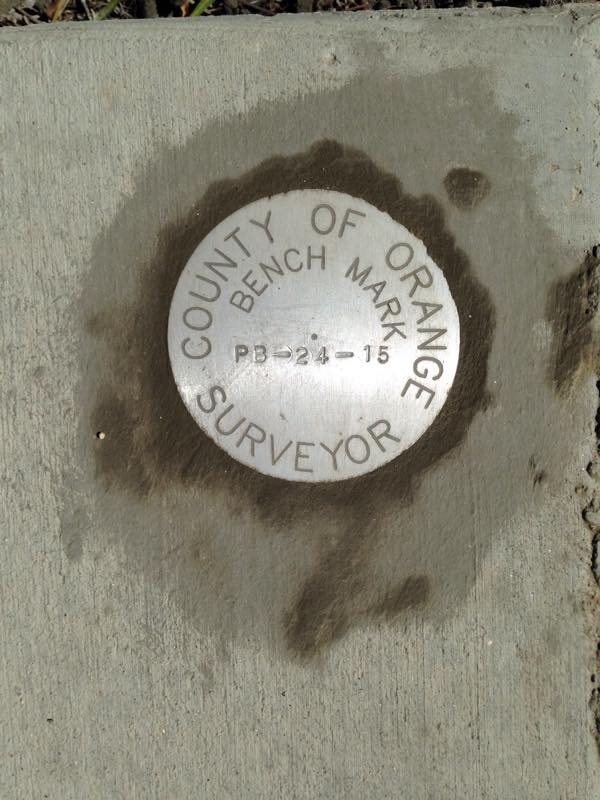 COUNTY OF ORANGE
BENCH MARK
PB-24-15
SURVEYOR